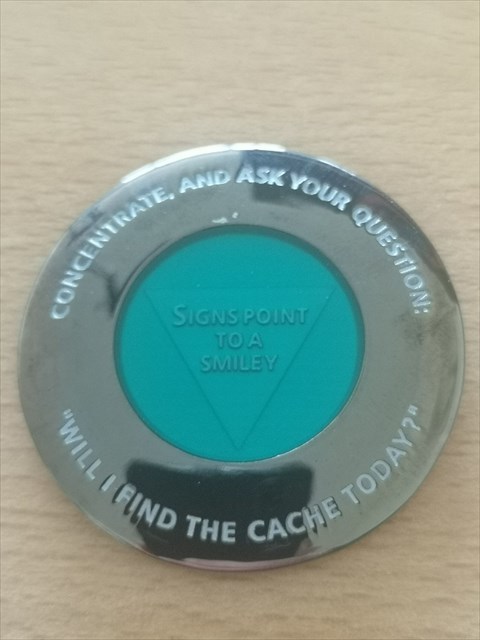 CONCENTRATE, AND ASK YOUR QUESTION:
SIGNS POINT
TO A
SMILEY
"WILL I FIND THE CACHE TODAY?"